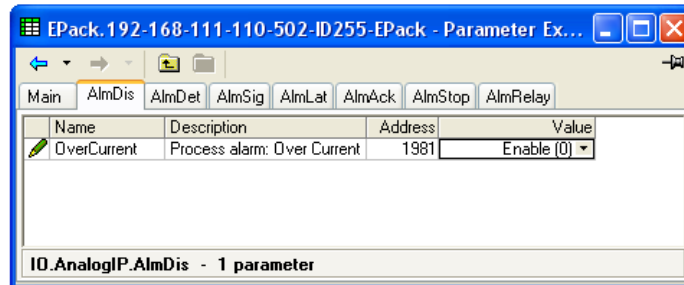 EPack.192-168-111-110-502-ID255-EPack - Parameter Ex...
Main AlmDis AlmDet AlmSig AlmLat AlmAck AlmStop AlmRelay
Name Description Address Value
OverCurrent Process alarm: Over Current 1981 Enable (0)
IO.AnalogIP.AlmDis - 1 parameter